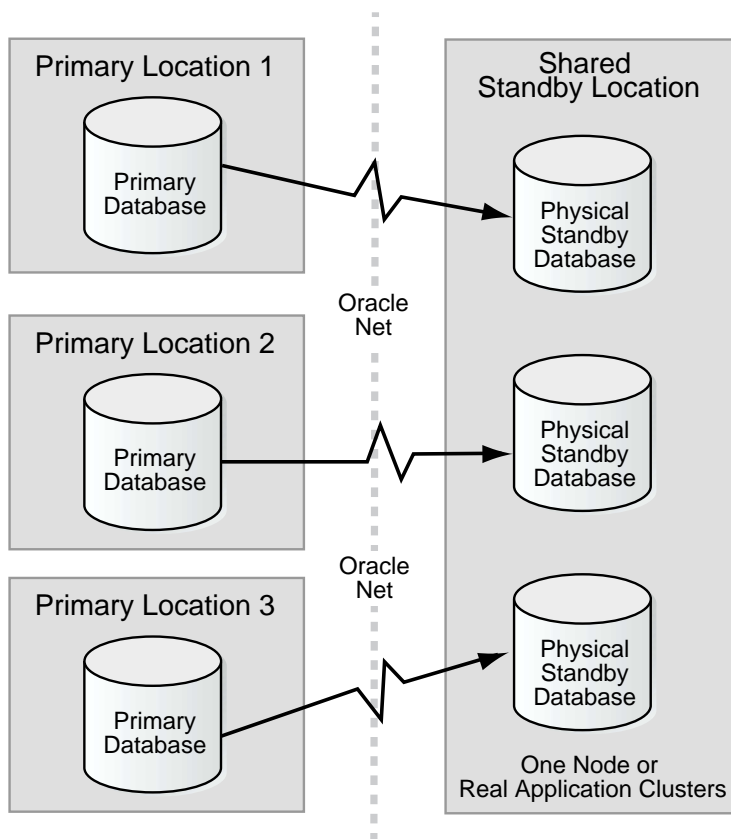 Primary Location 1
Primary
Database
Shared
Standby Location
Physical
Standby
Database
Oracle
Net
Primary Location 2
Primary
Database
Physical
Standby
Database
Oracle
Net
Primary Location 3
Primary
Database
Physical
Standby
Database
One Node or
Real Application Clusters